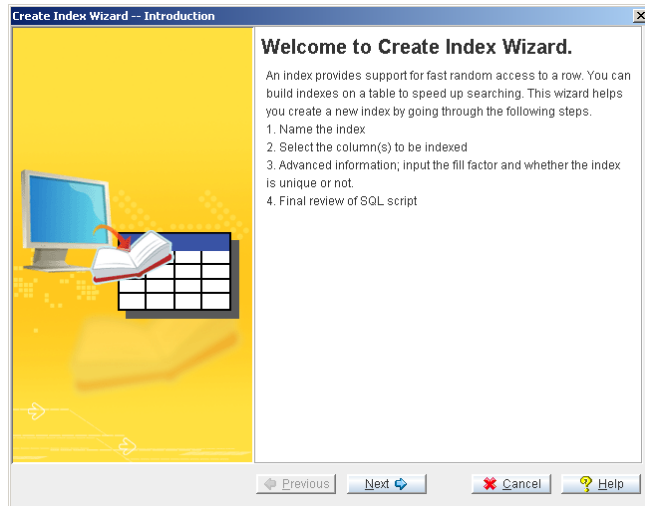 Create Index Wizard -- Introduction
Welcome to Create Index Wizard.
An index provides support for fast random access to a row. You can
build indexes on a table to speed up searching. This wizard helps
you create a new index by going through the following steps.
1. Name the index
2. Select the column(s) to be indexed
3. Advanced information; input the fill factor and whether the index
is unique or not.
4. Final review of SQL script
Previous Next Cancel Help